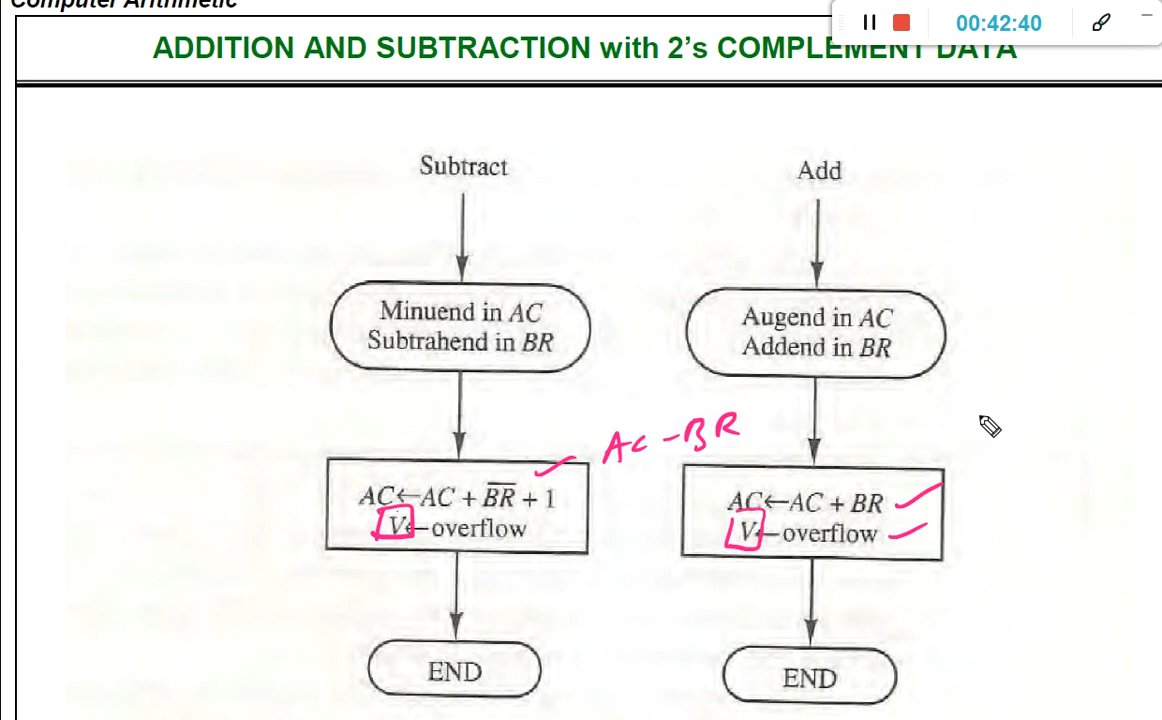 Computer Arithmetic
00:42:40
ADDITION AND SUBTRACTION with 2's COMPLEMENT DATA
Subtract
Add
Minuend in AC
Subtrahend in BR
Augend in AC
Addend in BR
AC - BR
AC←AC + B̅R̅ + 1
V←overflow
AC←AC + BR
V←overflow
END
END